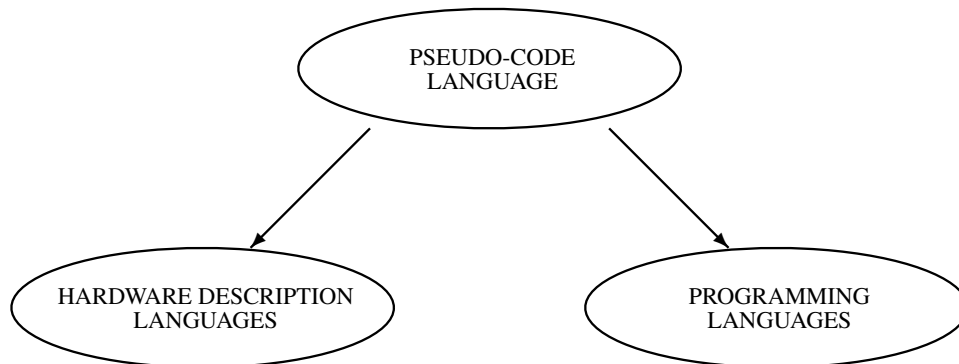 PSEUDO-CODE
LANGUAGE
HARDWARE DESCRIPTION
LANGUAGES
PROGRAMMING
LANGUAGES